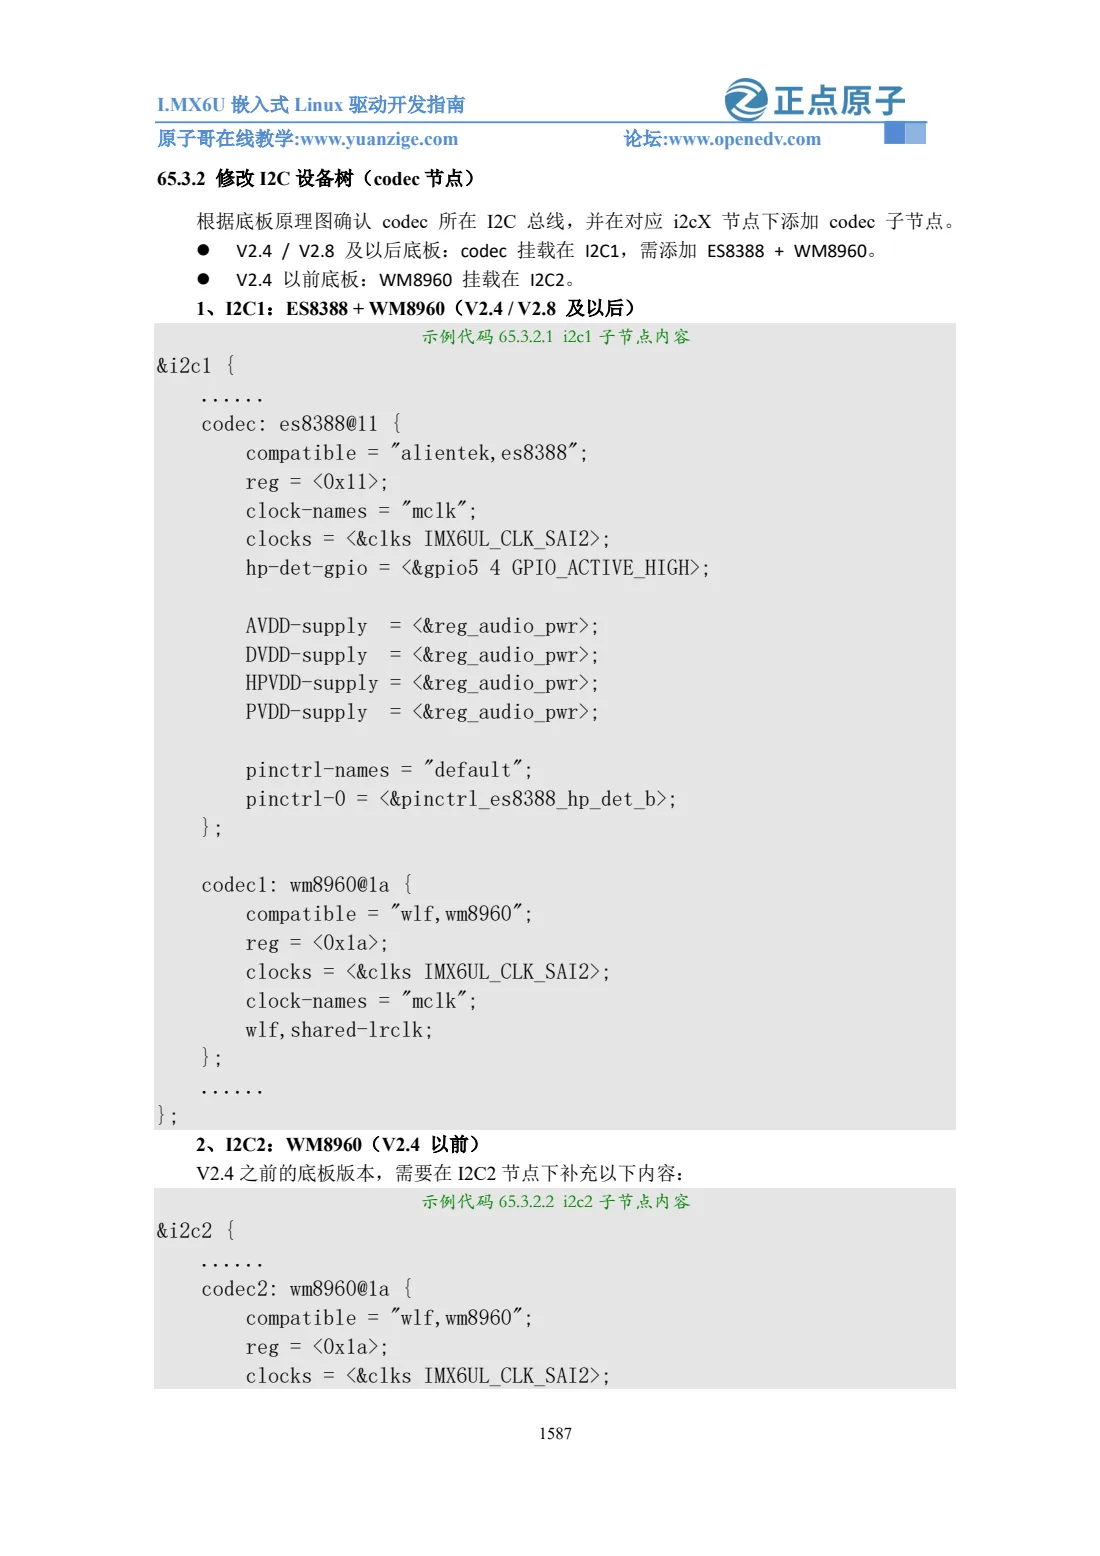 I.MX6U 嵌入式 Linux 驱动开发指南
正点原子
原子哥在线教学:www.yuanzige.com 论坛:www.openedv.com
65.3.2 修改 I2C 设备树（codec 节点）
根据底板原理图确认 codec 所在 I2C 总线，并在对应 i2cX 节点下添加 codec 子节点。
● V2.4 / V2.8 及以后底板：codec 挂载在 I2C1，需添加 ES8388 + WM8960。
● V2.4 以前底板：WM8960 挂载在 I2C2。
1、I2C1：ES8388 + WM8960（V2.4 / V2.8 及以后）
示例代码 65.3.2.1 i2c1 子节点内容
&i2c1 {
    ......
    codec: es8388@11 {
        compatible = "alientek,es8388";
        reg = <0x11>;
        clock-names = "mclk";
        clocks = <&clks IMX6UL_CLK_SAI2>;
        hp-det-gpio = <&gpio5 4 GPIO_ACTIVE_HIGH>;

        AVDD-supply  = <&reg_audio_pwr>;
        DVDD-supply  = <&reg_audio_pwr>;
        HPVDD-supply = <&reg_audio_pwr>;
        PVDD-supply  = <&reg_audio_pwr>;

        pinctrl-names = "default";
        pinctrl-0 = <&pinctrl_es8388_hp_det_b>;
    };

    codec1: wm8960@1a {
        compatible = "wlf,wm8960";
        reg = <0x1a>;
        clocks = <&clks IMX6UL_CLK_SAI2>;
        clock-names = "mclk";
        wlf,shared-lrclk;
    };
    ......
};
2、I2C2：WM8960（V2.4 以前）
V2.4 之前的底板版本，需要在 I2C2 节点下补充以下内容：
示例代码 65.3.2.2 i2c2 子节点内容
&i2c2 {
    ......
    codec2: wm8960@1a {
        compatible = "wlf,wm8960";
        reg = <0x1a>;
        clocks = <&clks IMX6UL_CLK_SAI2>;
1587